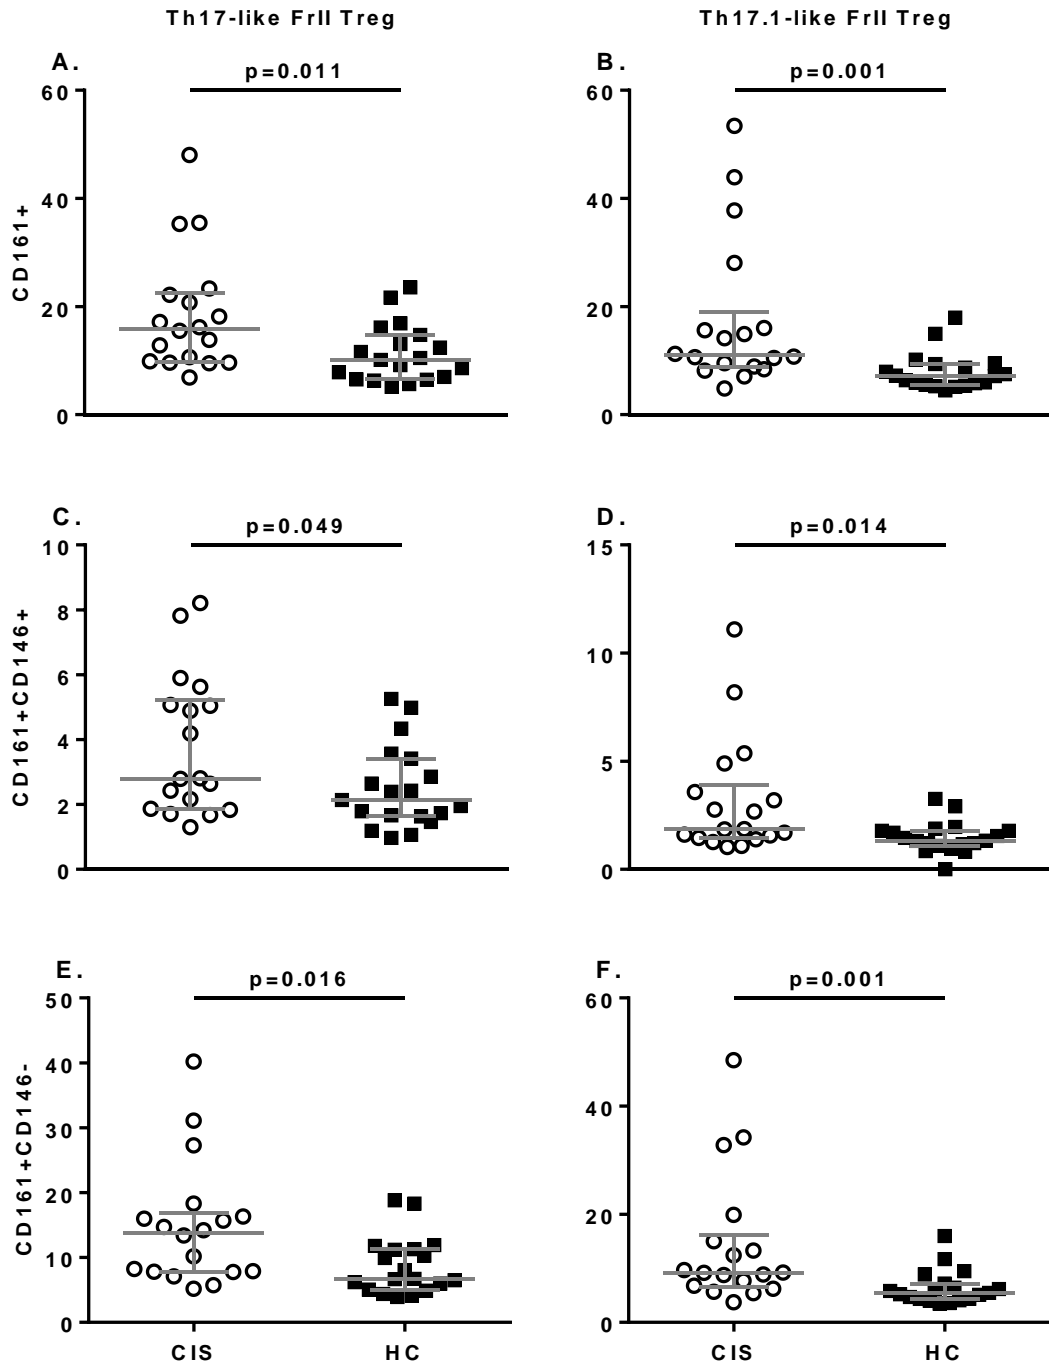 Th17-like FrII Treg
Th17.1-like FrII Treg
A.
p=0.011
60
40
20
0
CD161+
B.
p=0.001
60
40
20
0
C.
p=0.049
10
8
6
4
2
0
CD161+CD146+
D.
p=0.014
15
10
5
0
E.
p=0.016
50
40
30
20
10
0
CD161+CD146-
CIS
HC
F.
p=0.001
60
40
20
0
CIS
HC